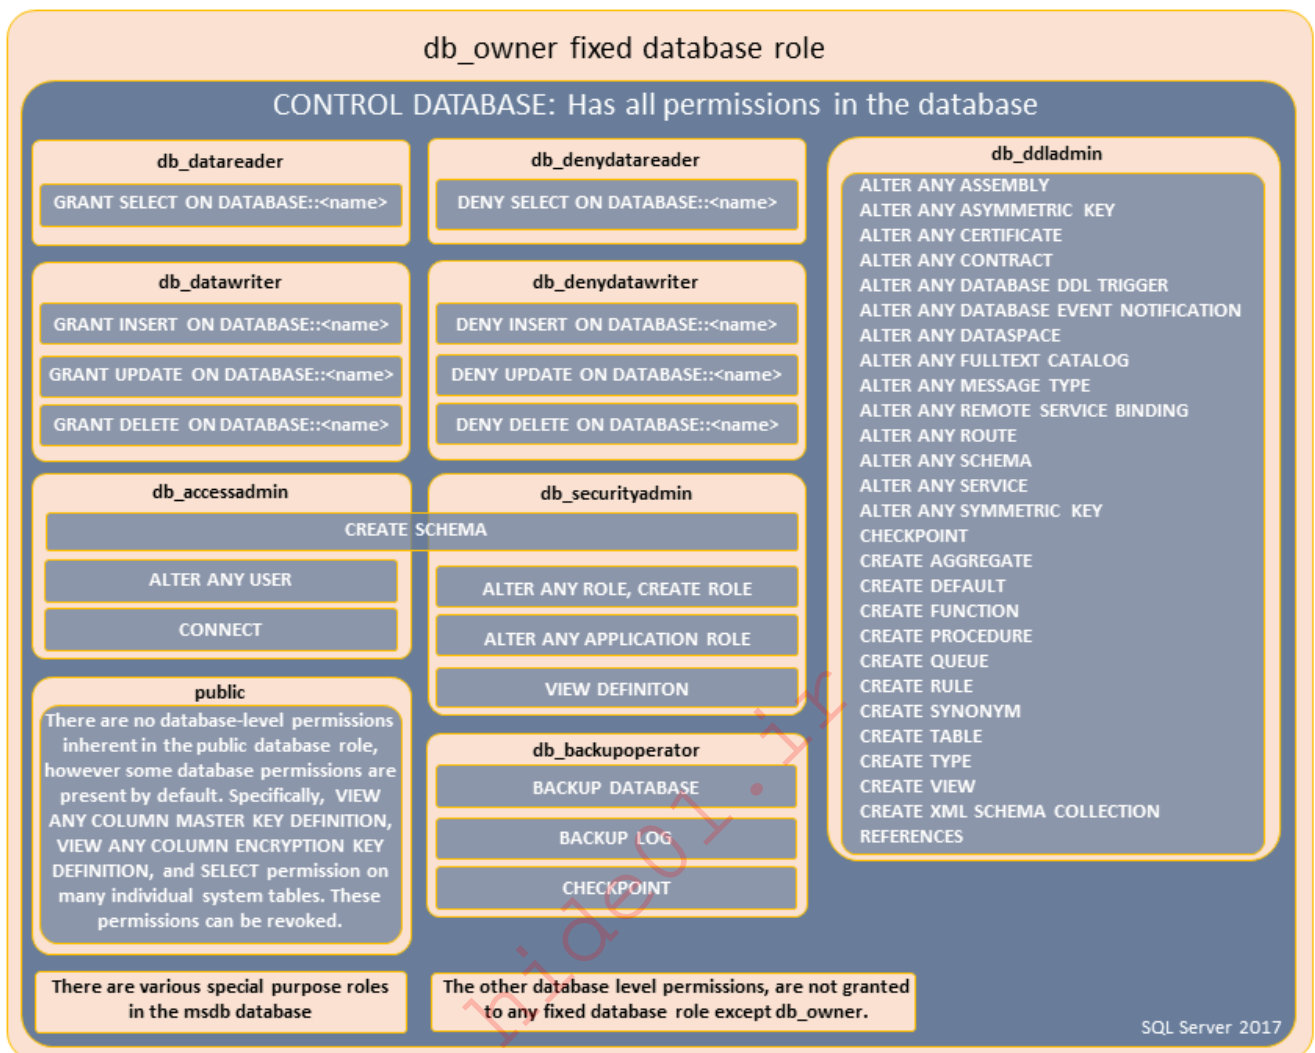 db_owner fixed database role
CONTROL DATABASE: Has all permissions in the database
db_datareader
GRANT SELECT ON DATABASE::<name>
db_denydatareader
DENY SELECT ON DATABASE::<name>
db_datawriter
GRANT INSERT ON DATABASE::<name>
GRANT UPDATE ON DATABASE::<name>
GRANT DELETE ON DATABASE::<name>
db_denydatawriter
DENY INSERT ON DATABASE::<name>
DENY UPDATE ON DATABASE::<name>
DENY DELETE ON DATABASE::<name>
db_accessadmin
db_securityadmin
CREATE SCHEMA
ALTER ANY USER
CONNECT
ALTER ANY ROLE, CREATE ROLE
ALTER ANY APPLICATION ROLE
VIEW DEFINITON
public
There are no database-level permissions
inherent in the public database role,
however some database permissions are
present by default. Specifically, VIEW
ANY COLUMN MASTER KEY DEFINITION,
VIEW ANY COLUMN ENCRYPTION KEY
DEFINITION, and SELECT permission on
many individual system tables. These
permissions can be revoked.
db_backupoperator
BACKUP DATABASE
BACKUP LOG
CHECKPOINT
db_ddladmin
ALTER ANY ASSEMBLY
ALTER ANY ASYMMETRIC KEY
ALTER ANY CERTIFICATE
ALTER ANY CONTRACT
ALTER ANY DATABASE DDL TRIGGER
ALTER ANY DATABASE EVENT NOTIFICATION
ALTER ANY DATASPACE
ALTER ANY FULLTEXT CATALOG
ALTER ANY MESSAGE TYPE
ALTER ANY REMOTE SERVICE BINDING
ALTER ANY ROUTE
ALTER ANY SCHEMA
ALTER ANY SERVICE
ALTER ANY SYMMETRIC KEY
CHECKPOINT
CREATE AGGREGATE
CREATE DEFAULT
CREATE FUNCTION
CREATE PROCEDURE
CREATE QUEUE
CREATE RULE
CREATE SYNONYM
CREATE TABLE
CREATE TYPE
CREATE VIEW
CREATE XML SCHEMA COLLECTION
REFERENCES
There are various special purpose roles
in the msdb database
The other database level permissions, are not granted
to any fixed database role except db_owner.
SQL Server 2017
hide01.ir